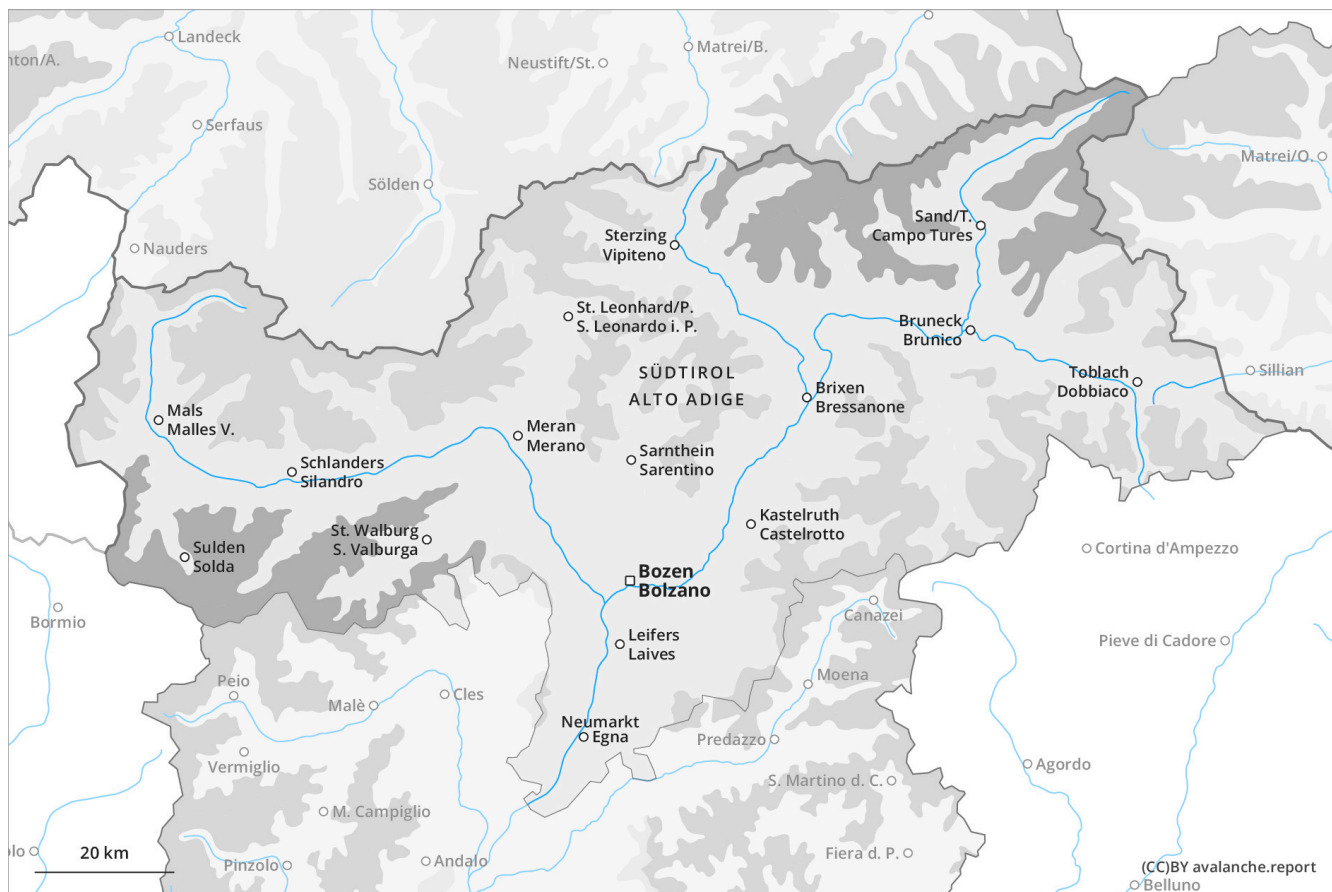 Landeck
nton/A.
Neustift/St.
Matrei/B.
Serfaus
Sölden
Matrei/O.
Nauders
Sand/T.
Campo Tures
Sterzing
Vipiteno
St. Leonhard/P.
S. Leonardo i. P.
Bruneck
Brunico
SÜDTIROL
ALTO ADIGE
Toblach
Dobbiaco
Sillian
Brixen
Bressanone
Mals
Malles V.
Meran
Merano
Sarnthein
Sarentino
Schlanders
Silandro
Kastelruth
Castelrotto
St. Walburg
S. Valburga
Sulden
Solda
Cortina d'Ampezzo
Bozen
Bolzano
Bormio
Canazei
Leifers
Laives
Pieve di Cadore
Peio
Moena
Malè
Cles
Neumarkt
Egna
Predazzo
Vermiglio
Agordo
S. Martino d. C.
M. Campiglio
olo
20 km
Pinzolo
Andalo
Fiera d. P.
(CC)BY avalanche.report
Belluno